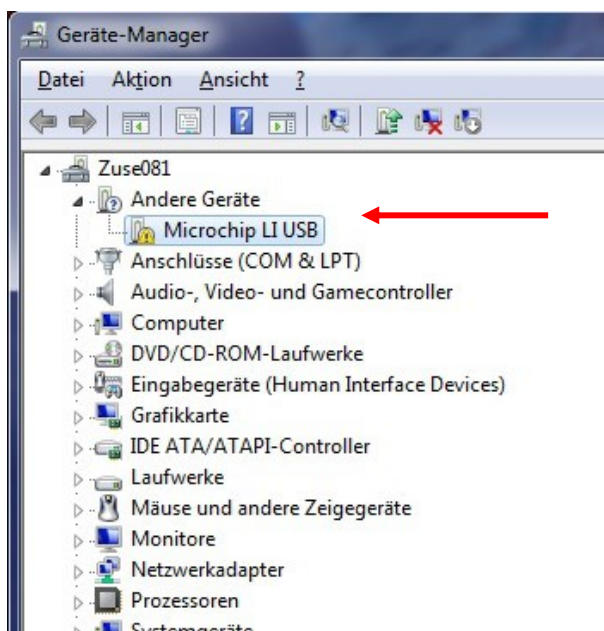 Geräte-Manager
Datei Aktion Ansicht ?
Zuse081
Andere Geräte
Microchip LI USB
Anschlüsse (COM & LPT)
Audio-, Video- und Gamecontroller
Computer
DVD/CD-ROM-Laufwerke
Eingabegeräte (Human Interface Devices)
Grafikkarte
IDE ATA/ATAPI-Controller
Laufwerke
Mäuse und andere Zeigegeräte
Monitore
Netzwerkadapter
Prozessoren
Systemgeräte